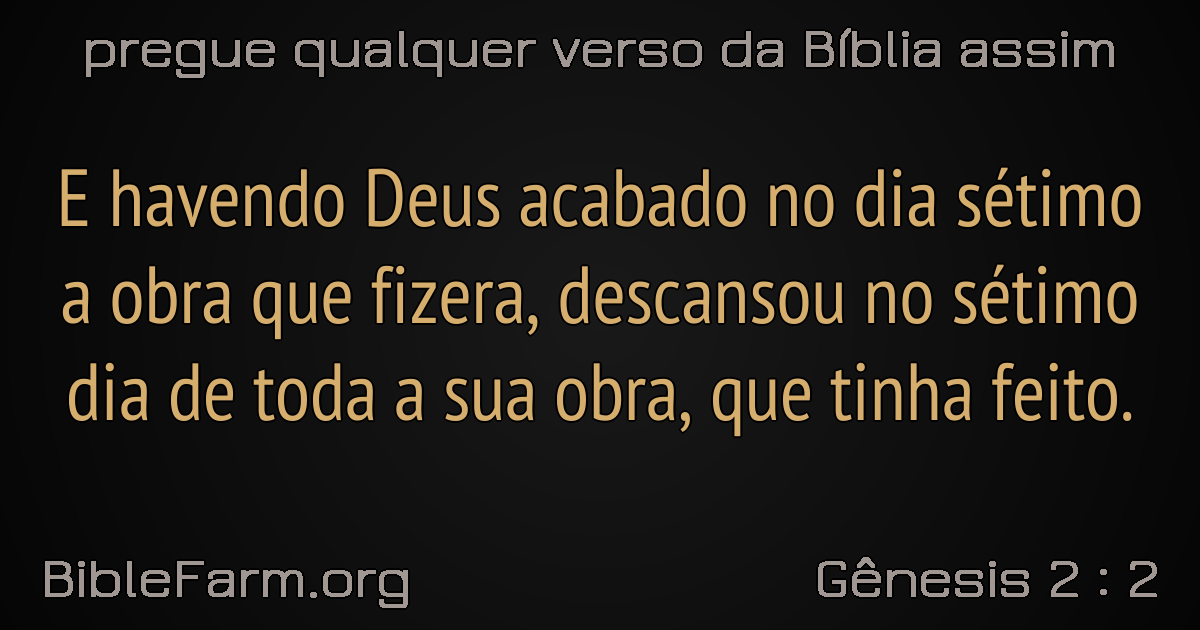 pregue qualquer verso da Bíblia assim
E havendo Deus acabado no dia sétimo
a obra que fizera, descansou no sétimo
dia de toda a sua obra, que tinha feito.
BibleFarm.org
Gênesis 2 : 2